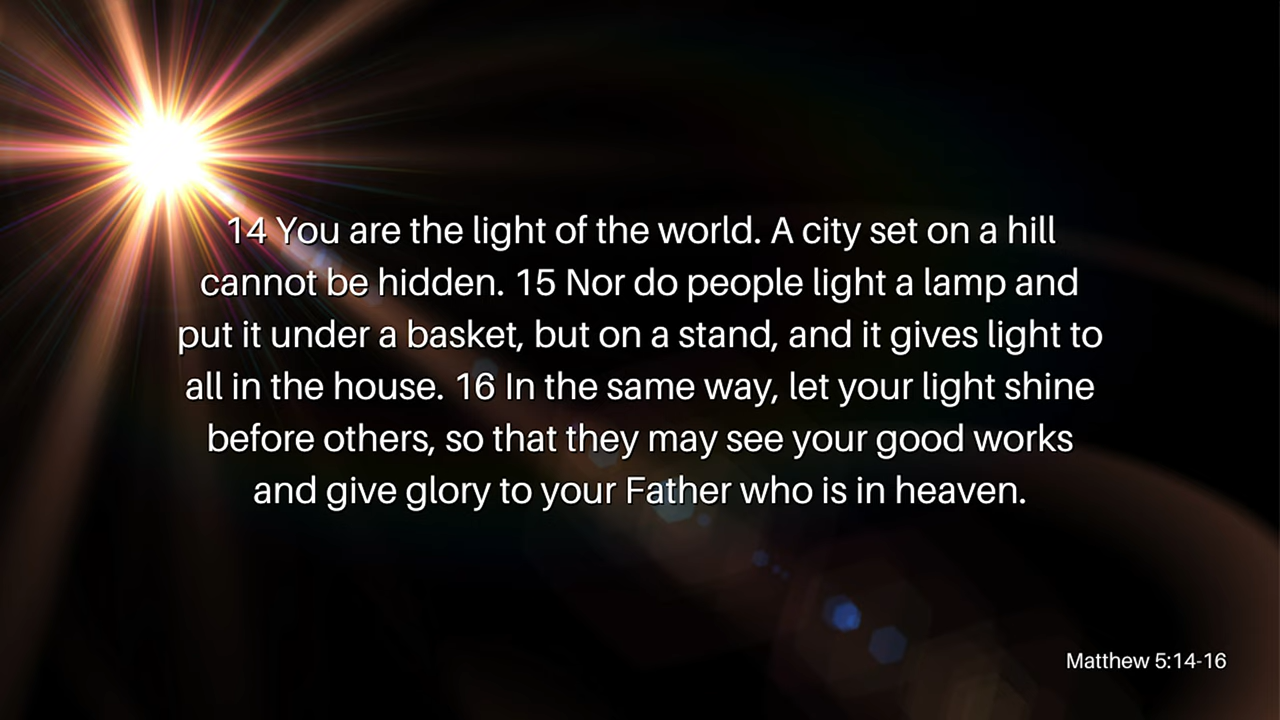 14 You are the light of the world. A city set on a hill
cannot be hidden. 15 Nor do people light a lamp and
put it under a basket, but on a stand, and it gives light to
all in the house. 16 In the same way, let your light shine
before others, so that they may see your good works
and give glory to your Father who is in heaven.
Matthew 5:14-16